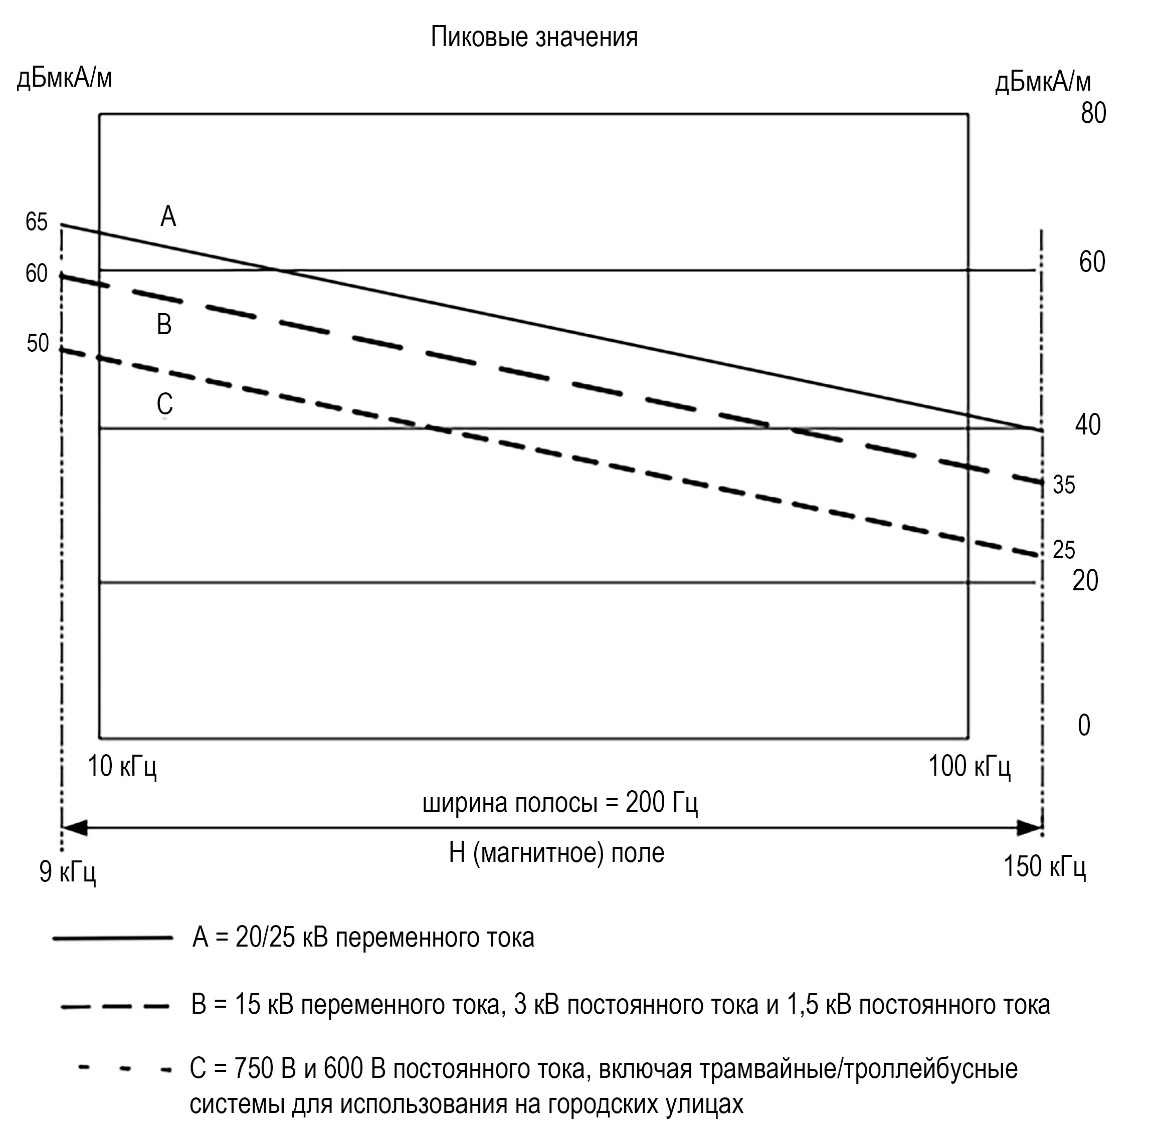 Пиковые значения
дБмкА/м
дБмкА/м
80
65
A
60
60
B
50
C
40
35
25
20
0
10 кГц
100 кГц
ширина полосы = 200 Гц
H (магнитное) поле
9 кГц
150 кГц
A = 20/25 кВ переменного тока
B = 15 кВ переменного тока, 3 кВ постоянного тока и 1,5 кВ постоянного тока
C = 750 В и 600 В постоянного тока, включая трамвайные/троллейбусные
системы для использования на городских улицах